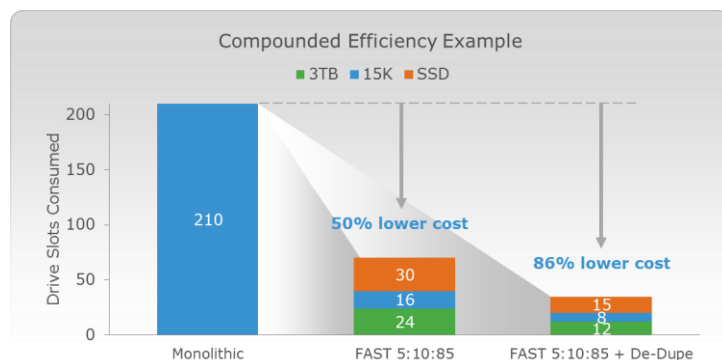 Compounded Efficiency Example
3TB 15K SSD
Drive Slots Consumed
200
150
100
50
0
210
50% lower cost
30
16
24
86% lower cost
15
8
12
Monolithic
FAST 5:10:85
FAST 5:10:85 + De-Dupe